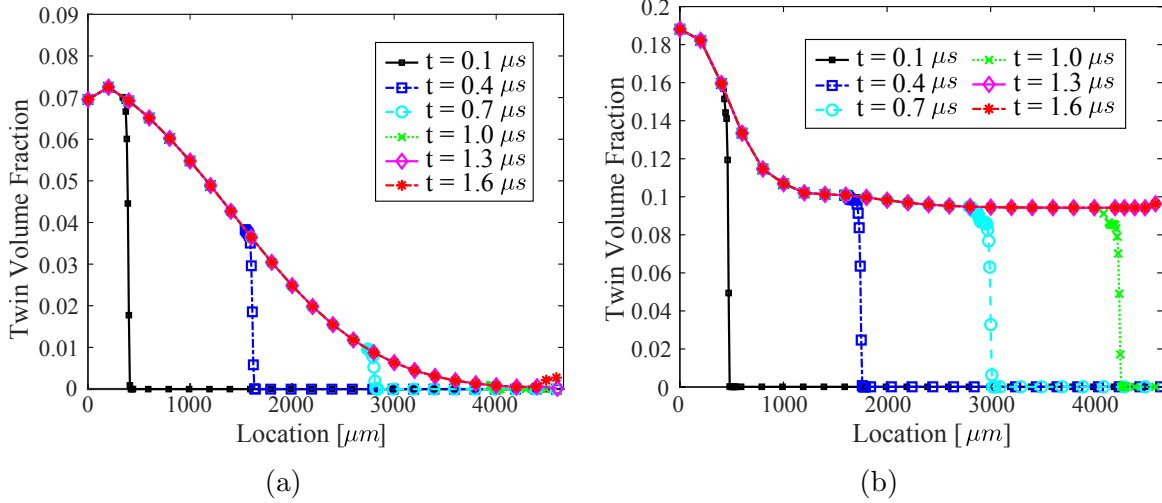 0.09
0.08
0.07
0.06
0.05
0.04
0.03
0.02
0.01
0
Twin Volume Fraction
t = 0.1 μs
t = 0.4 μs
t = 0.7 μs
t = 1.0 μs
t = 1.3 μs
t = 1.6 μs
0 1000 2000 3000 4000
Location [μm]
(a)
0.2
0.18
0.16
0.14
0.12
0.1
0.08
0.06
0.04
0.02
0.00
Twin Volume Fraction
t = 0.1 μs t = 1.0 μs
t = 0.4 μs t = 1.3 μs
t = 0.7 μs t = 1.6 μs
0 1000 2000 3000 4000
Location [μm]
(b)